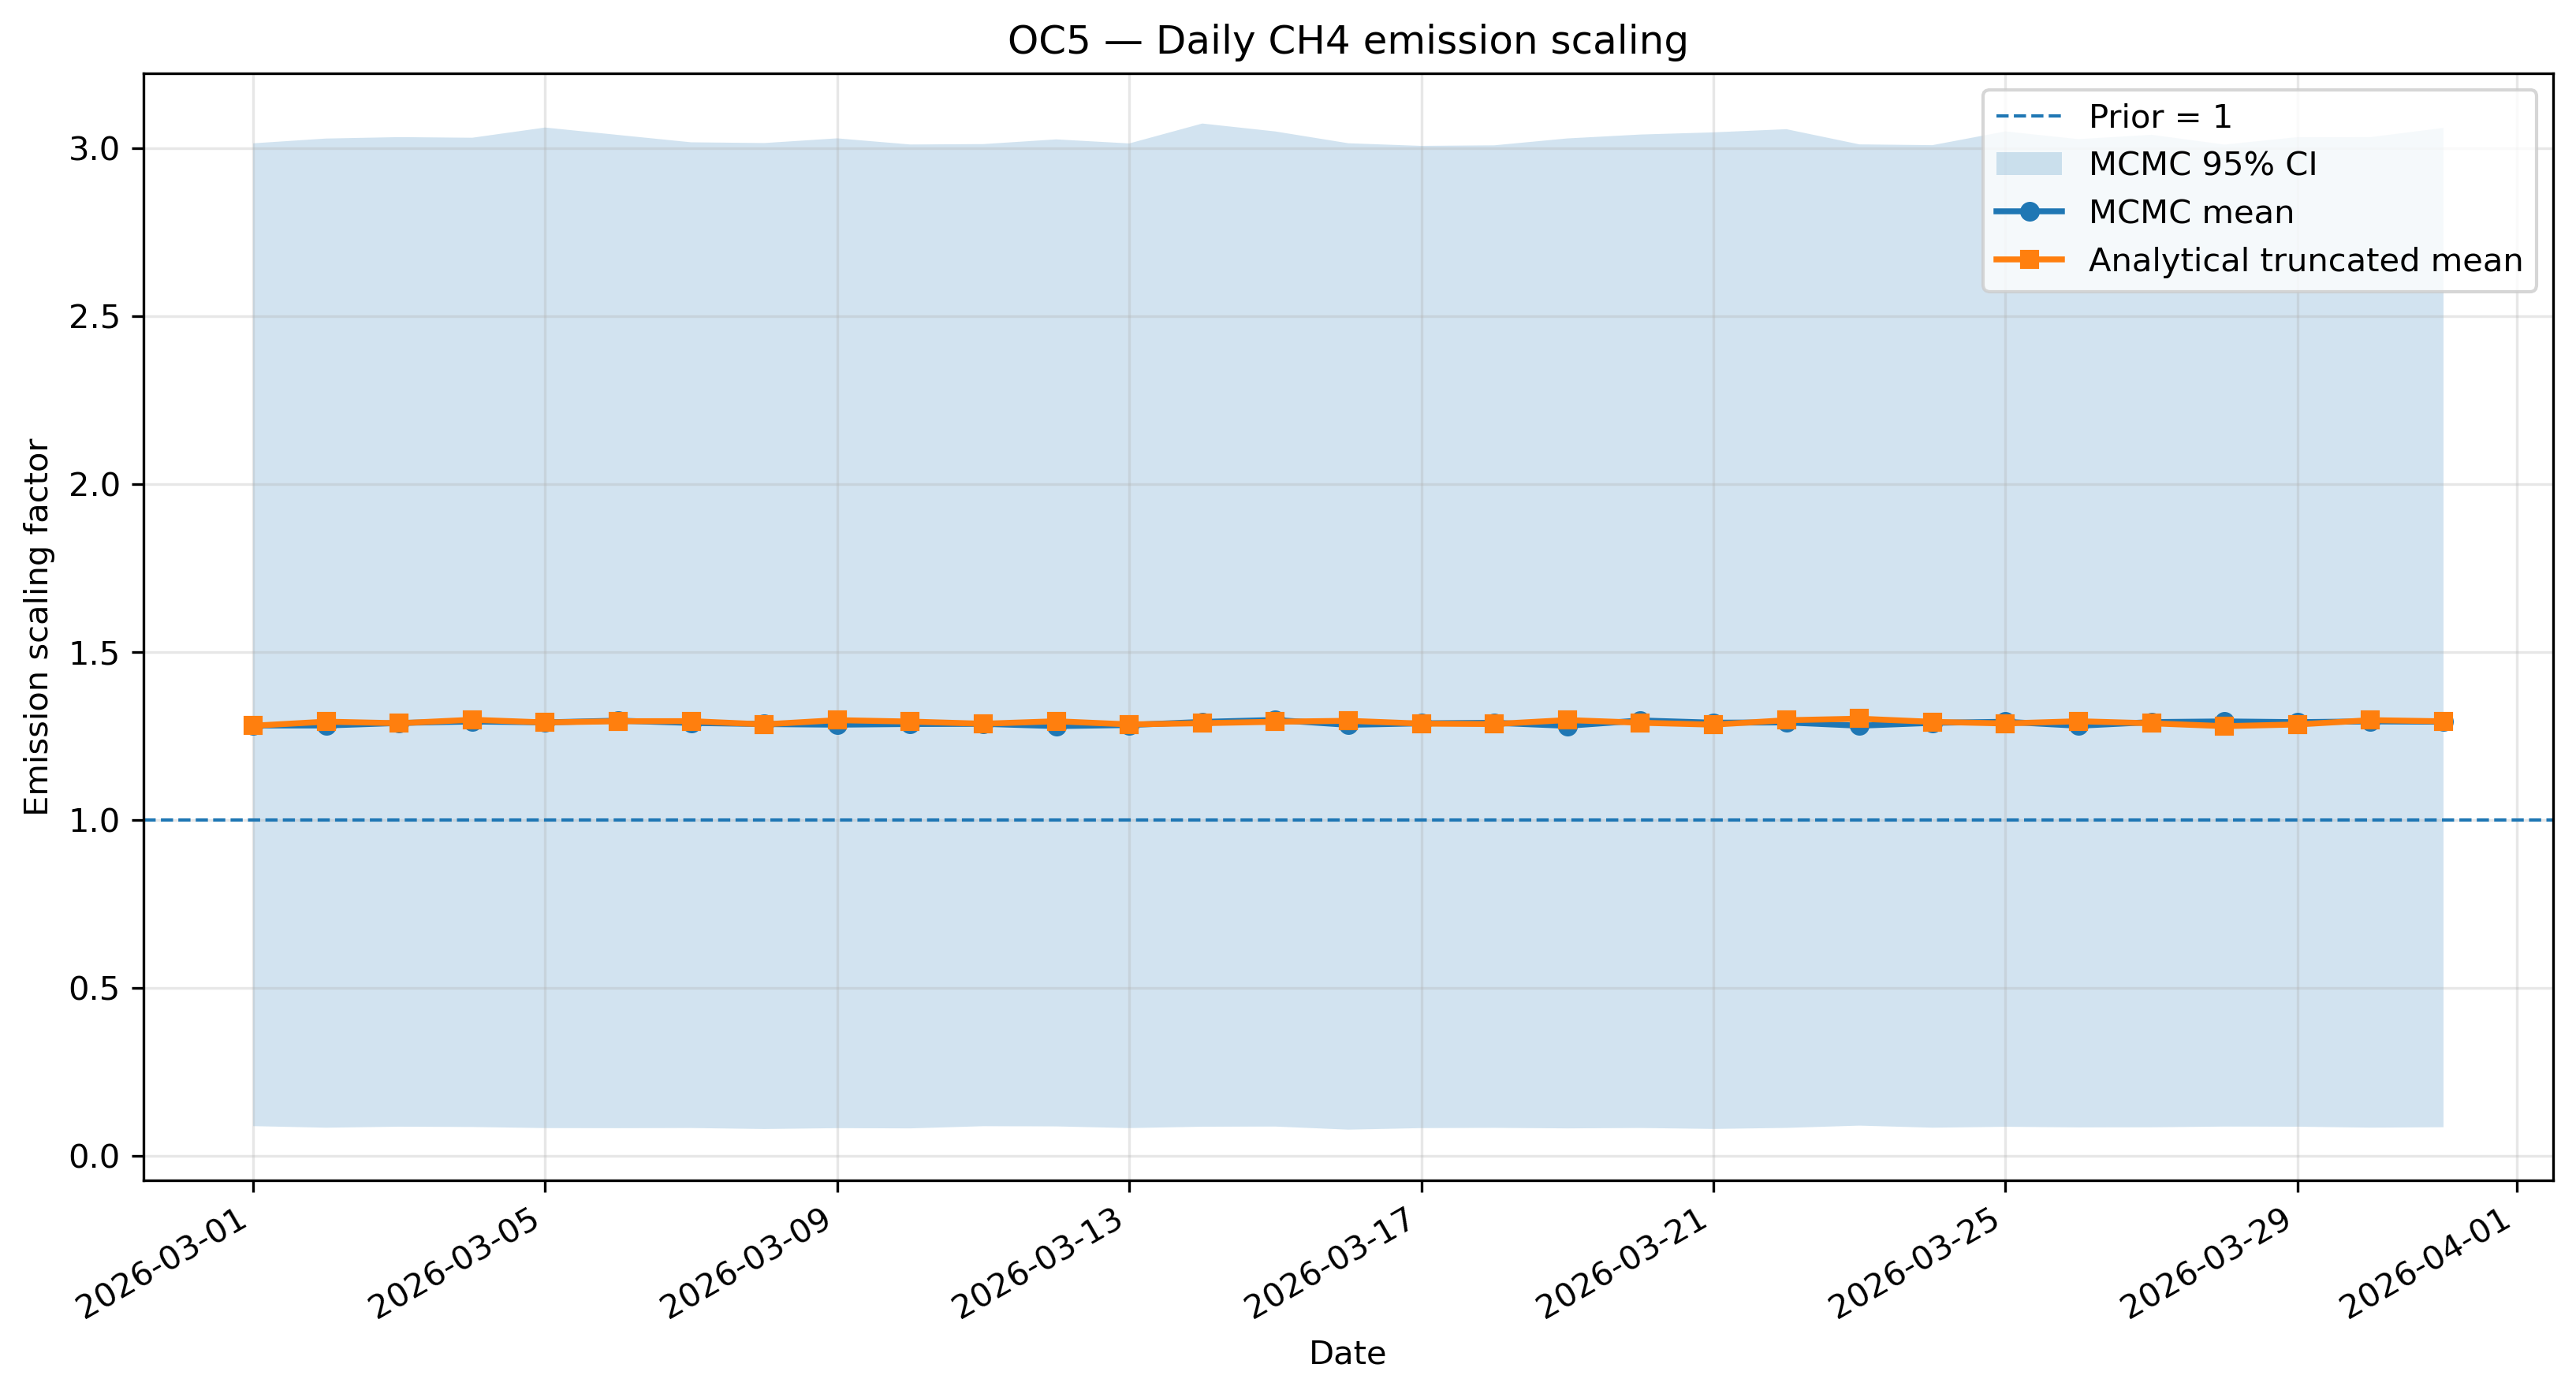 OC5 — Daily CH4 emission scaling
Prior = 1
MCMC 95% CI
MCMC mean
Analytical truncated mean
Emission scaling factor
3.0
2.5
2.0
1.5
1.0
0.5
0.0
2026-03-01
2026-03-05
2026-03-09
2026-03-13
2026-03-17
2026-03-21
2026-03-25
2026-03-29
2026-04-01
Date